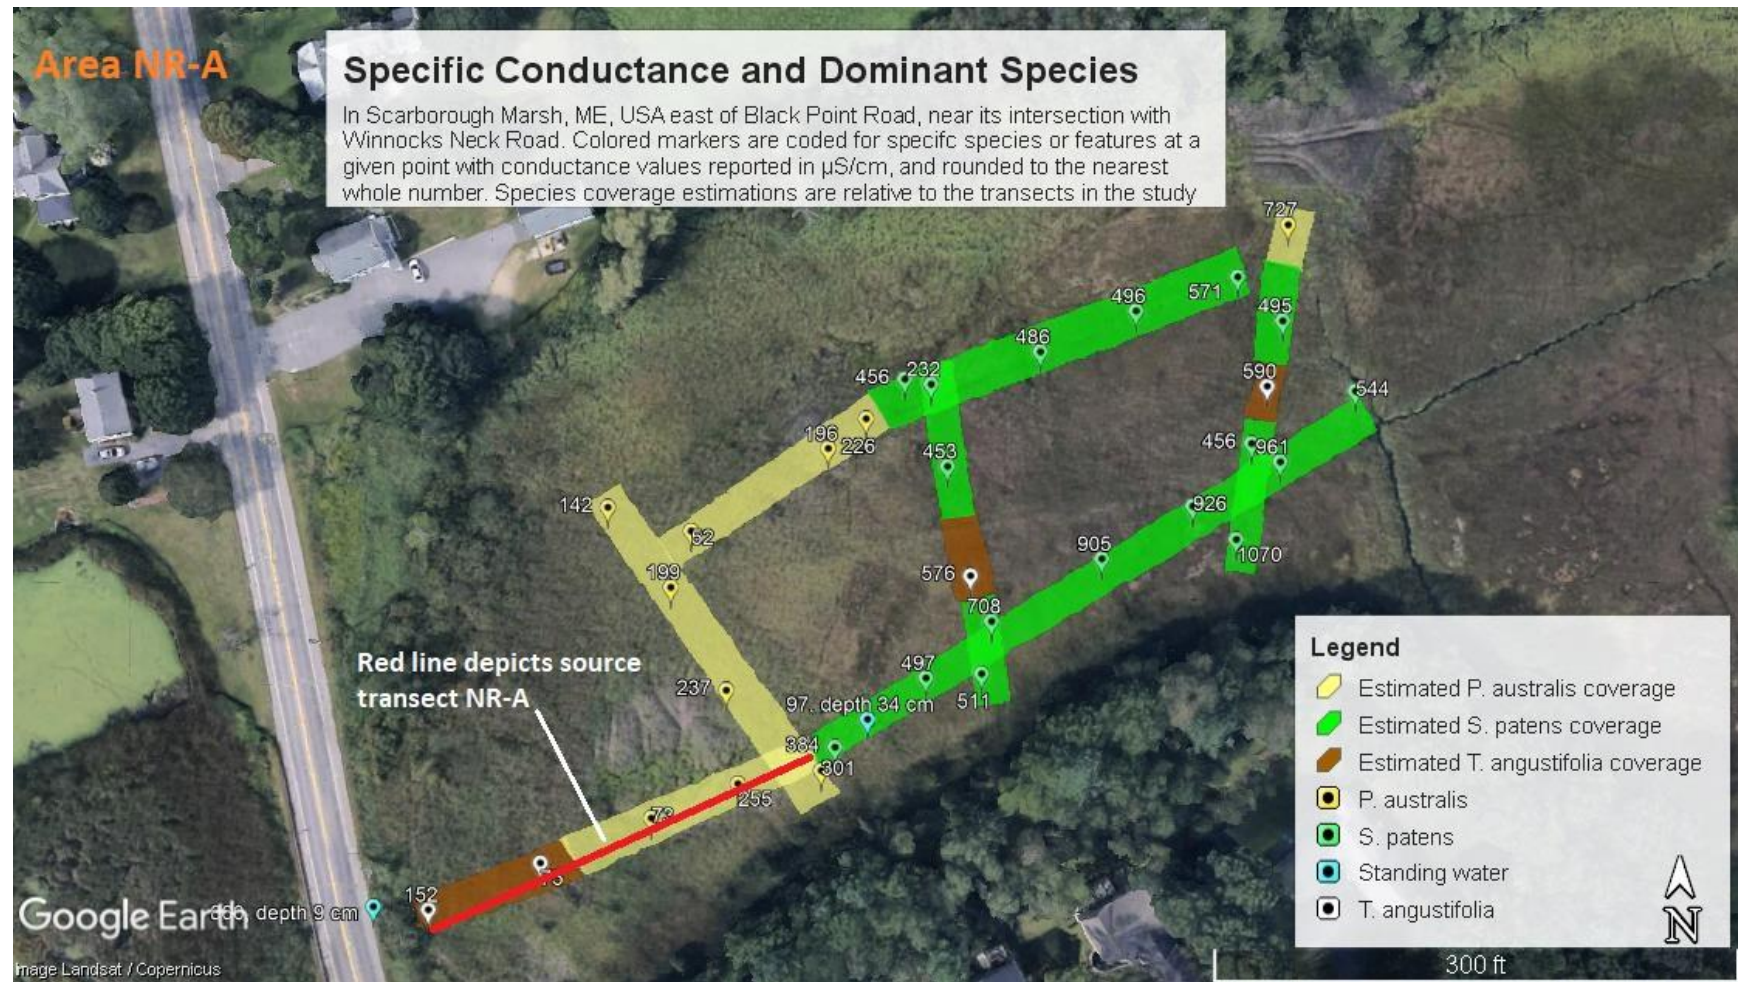 Area NR-A
Specific Conductance and Dominant Species
In Scarborough Marsh, ME, USA east of Black Point Road, near its intersection with
Winnocks Neck Road. Colored markers are coded for specifc species or features at a
given point with conductance values reported in µS/cm, and rounded to the nearest
whole number. Species coverage estimations are relative to the transects in the study
727
571
496
495
486
456
232
590
544
196
226
453
456
961
142
62
926
905
1070
199
576
708
Red line depicts source
transect NR-A
237
497
511
97. depth 34 cm
384
301
255
73
152
depth 9 cm
Legend
Estimated P. australis coverage
Estimated S. patens coverage
Estimated T. angustifolia coverage
P. australis
S. patens
Standing water
T. angustifolia
N
300 ft
Google Earth
Image Landsat / Copernicus